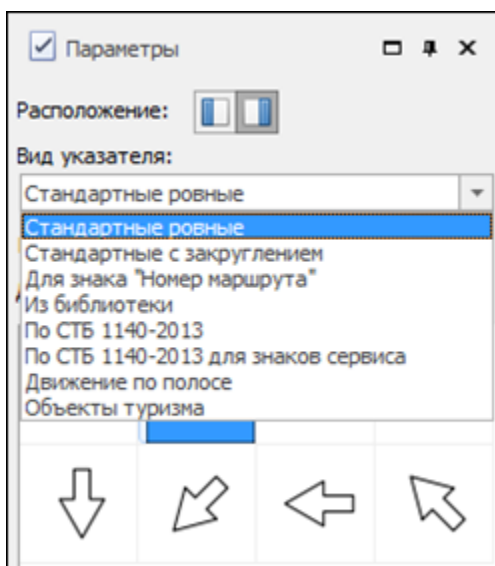 Параметры
Расположение:
Вид указателя:
Стандартные ровные
Стандартные ровные
Стандартные с закруглением
Для знака "Номер маршрута"
Из библиотеки
По СТБ 1140-2013
По СТБ 1140-2013 для знаков сервиса
Движение по полосе
Объекты туризма